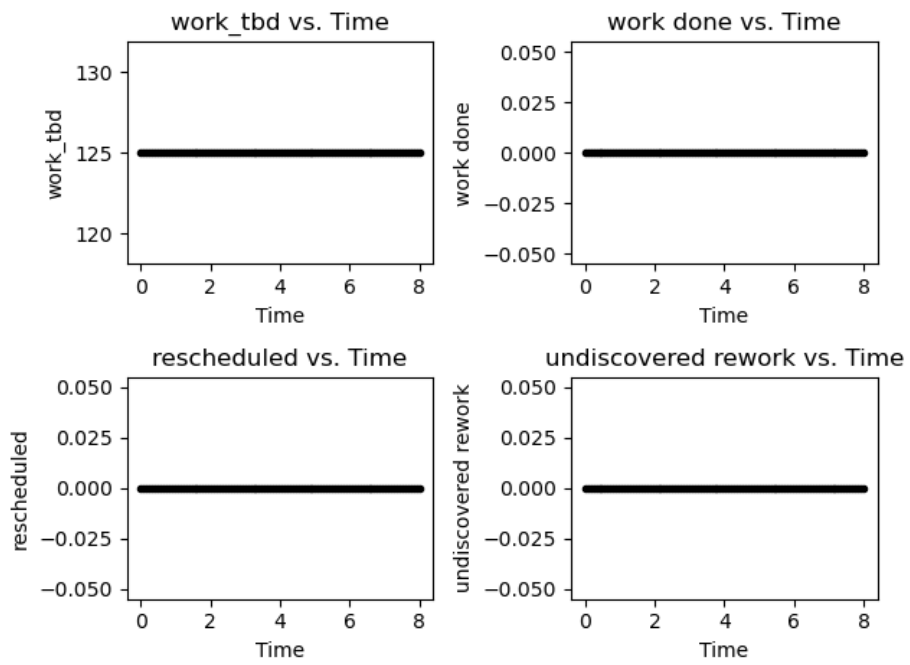 work_tbd vs. Time
130
125
120
work_tbd
0 2 4 6 8
Time
work done vs. Time
0.050
0.025
0.000
−0.025
−0.050
work done
0 2 4 6 8
Time
rescheduled vs. Time
0.050
0.025
0.000
−0.025
−0.050
rescheduled
0 2 4 6 8
Time
undiscovered rework vs. Time
0.050
0.025
0.000
−0.025
−0.050
undiscovered rework
0 2 4 6 8
Time